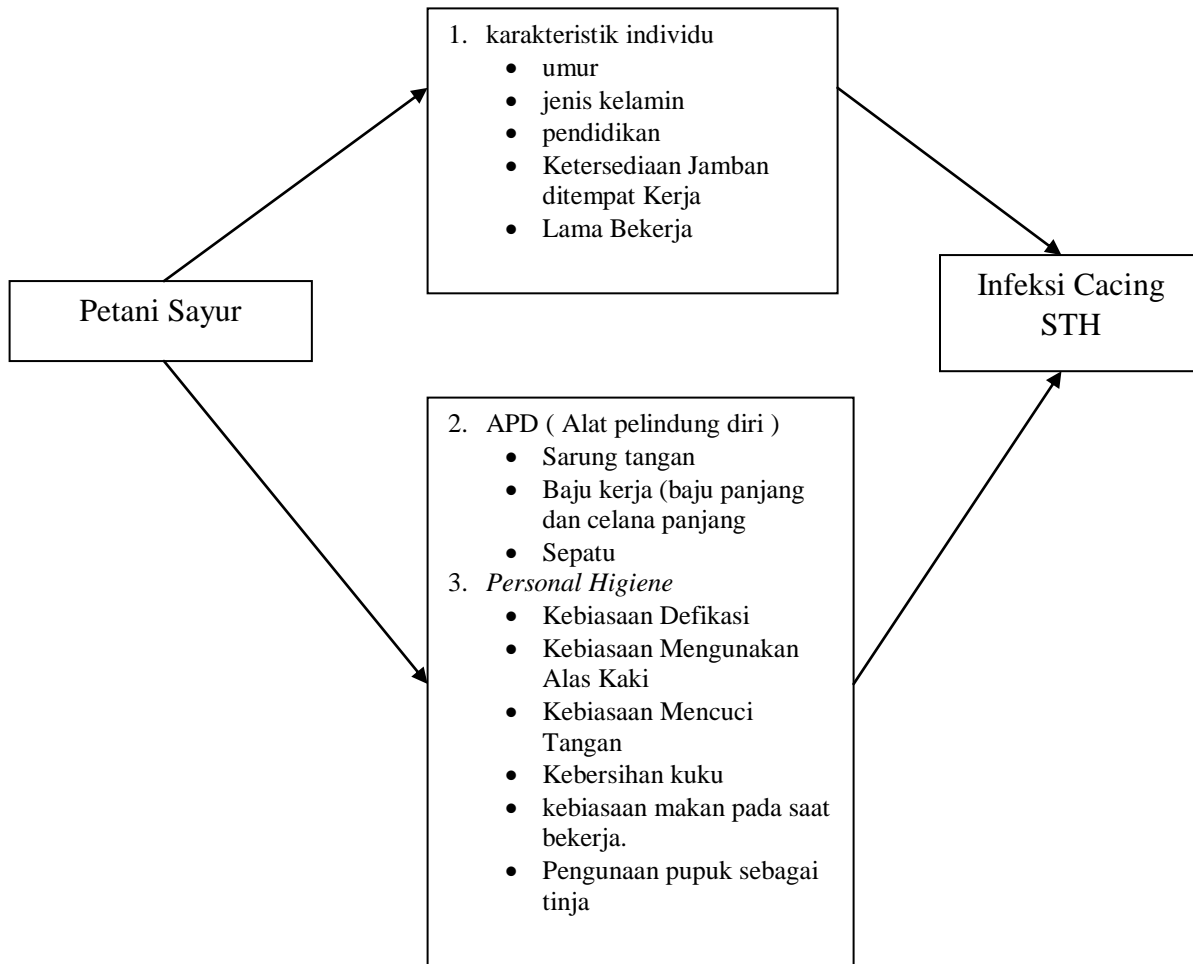 1. karakteristik individu
• umur
• jenis kelamin
• pendidikan
• Ketersediaan Jamban
ditempat Kerja
• Lama Bekerja
Petani Sayur
Infeksi Cacing
STH
2. APD ( Alat pelindung diri )
• Sarung tangan
• Baju kerja (baju panjang
dan celana panjang
• Sepatu
3. Personal Higiene
• Kebiasaan Defikasi
• Kebiasaan Mengunakan
Alas Kaki
• Kebiasaan Mencuci
Tangan
• Kebersihan kuku
• kebiasaan makan pada saat
bekerja.
• Pengunaan pupuk sebagai
tinja